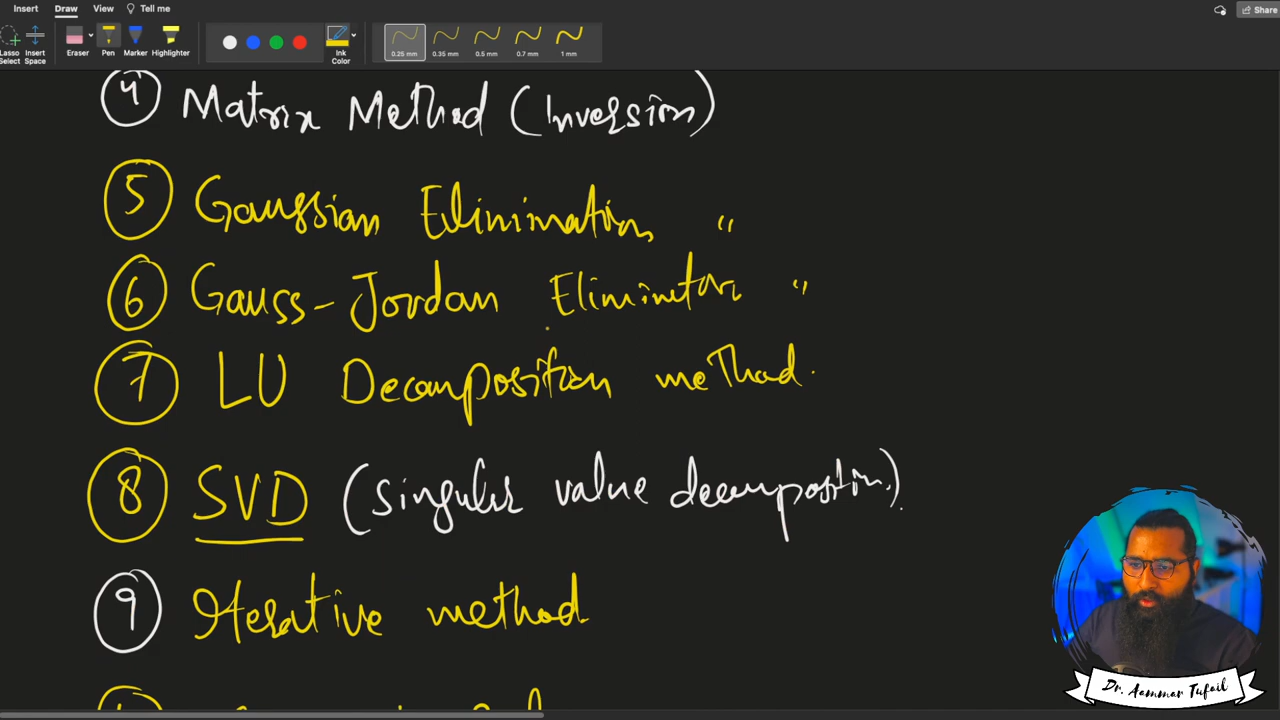 Insert Draw View Tell me Share
Lasso Select Insert Space Eraser Pen Marker Highlighter Ink Color 0.25 mm 0.35 mm 0.5 mm 0.7 mm 1 mm
4 Matrix Method (Inversion)
5 Gaussian Elinimation "
6 Gauss-Jordan Elimination "
7 LU Decomposition method.
8 SVD (singular value decomposition).
9 Iterative method.
Dr. Aammar Tufail